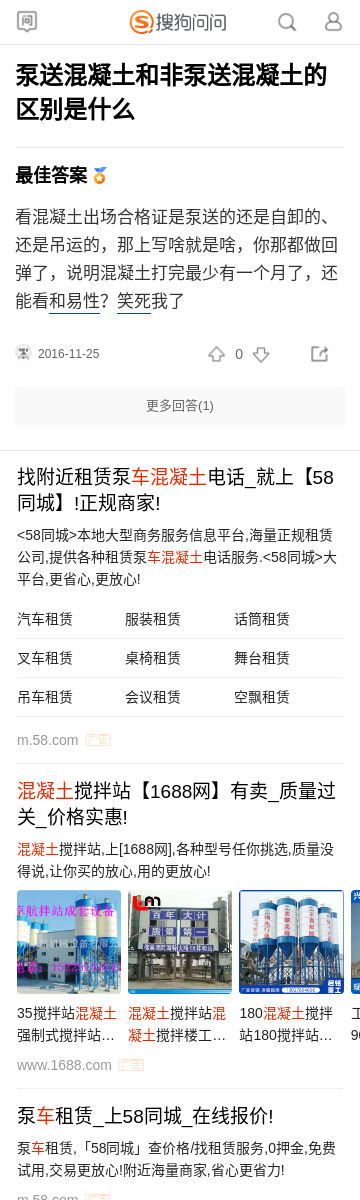 问
搜狗问问
泵送混凝土和非泵送混凝土的
区别是什么
最佳答案
看混凝土出场合格证是泵送的还是自卸的、
还是吊运的，那上写啥就是啥，你那都做回
弹了，说明混凝土打完最少有一个月了，还
能看和易性？笑死我了
2016-11-25
0
更多回答(1)
找附近租赁泵车混凝土电话_就上【58
同城】!正规商家!
<58同城>本地大型商务服务信息平台,海量正规租赁
公司,提供各种租赁泵车混凝土电话服务.<58同城>大
平台,更省心,更放心!
汽车租赁 服装租赁 话筒租赁
叉车租赁 桌椅租赁 舞台租赁
吊车租赁 会议租赁 空飘租赁
m.58.com 广告
混凝土搅拌站【1688网】有卖_质量过
关_价格实惠!
混凝土搅拌站,上[1688网],各种型号任你挑选,质量没
得说,让你买的放心,用的更放心!
百年大计
质量第一
35搅拌站混凝土 混凝土搅拌站混 180混凝土搅拌
强制式搅拌站… 凝土搅拌楼工… 站180搅拌站…
www.1688.com 广告
泵车租赁_上58同城_在线报价!
泵车租赁,「58同城」查价格/找租赁服务,0押金,免费
试用,交易更放心!附近海量商家,省心更省力!
m.58.com 广告